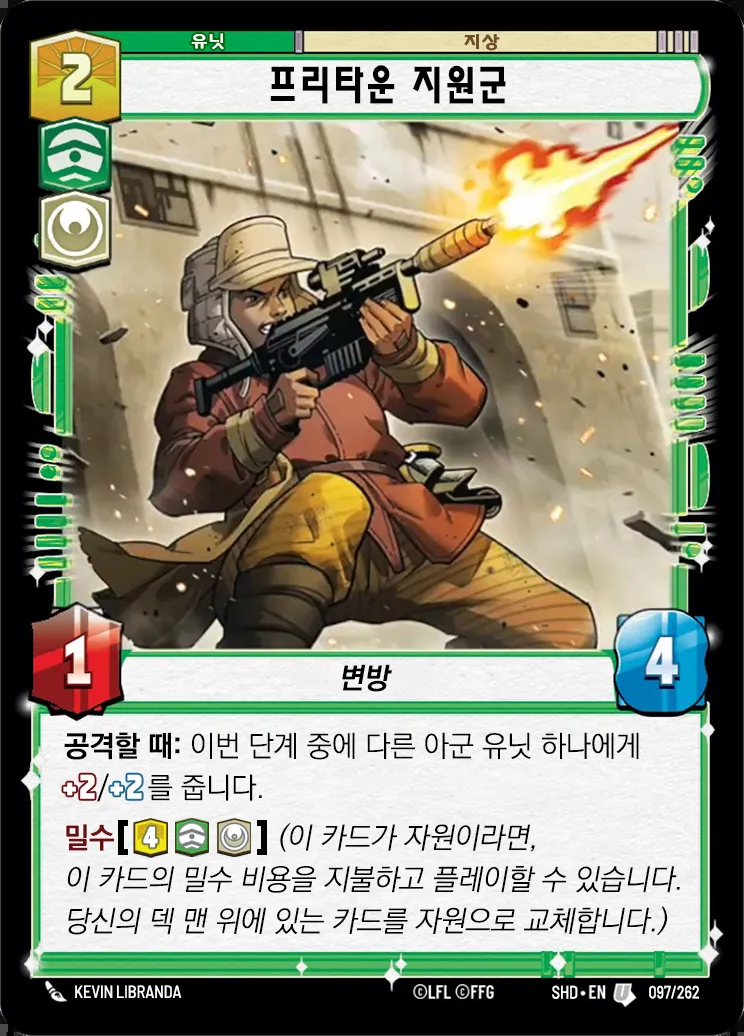 유닛
지상
2
프리타운 지원군
1
변방
4
공격할 때: 이번 단계 중에 다른 아군 유닛 하나에게
+2/+2를 줍니다.
밀수[4] (이 카드가 자원이라면,
이 카드의 밀수 비용을 지불하고 플레이할 수 있습니다.
당신의 덱 맨 위에 있는 카드를 자원으로 교체합니다.)
KEVIN LIBRANDA
©LFL ©FFG
SHD • EN U 097/262